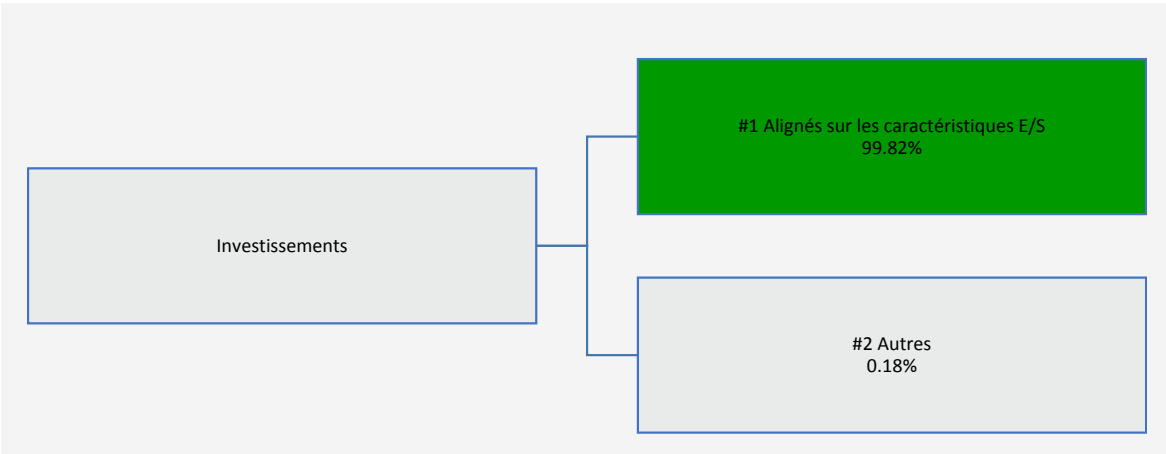 Investissements
#1 Alignés sur les caractéristiques E/S
99.82%
#2 Autres
0.18%